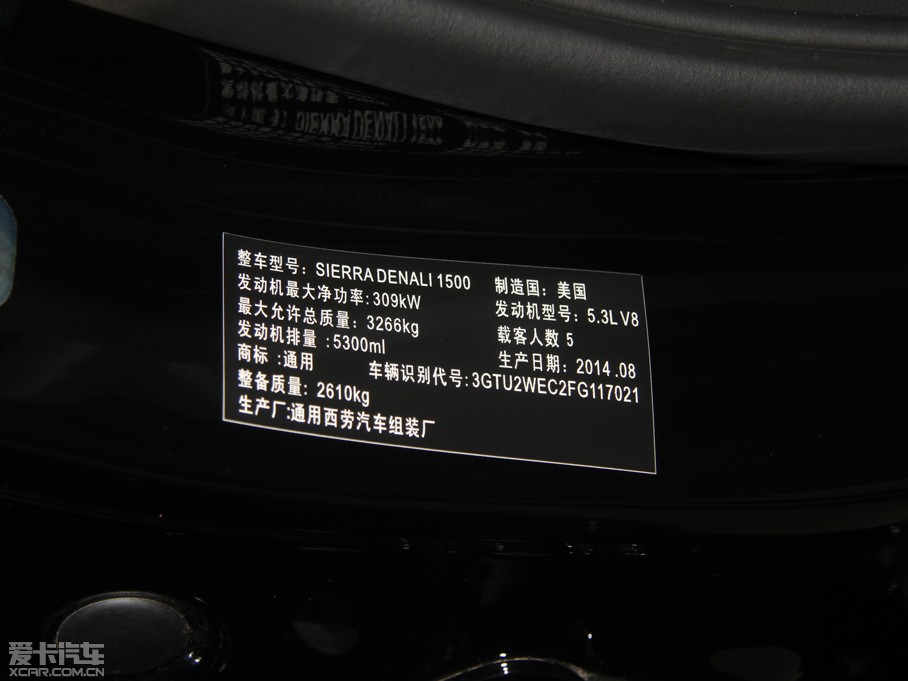 整车型号: SIERRA DENALI 1500 制造国: 美国
发动机最大净功率:309kW 发动机型号: 5.3L V8
最大允许总质量: 3266kg 载客人数 5
发动机排量 :5300ml 生产日期: 2014 .08
商标 :通用 车辆识别代号:3GTU2WEC2FG117021
整备质量: 2610kg
生产厂:通用西劳汽车组装厂
爱卡汽车
XCAR.COM.CN